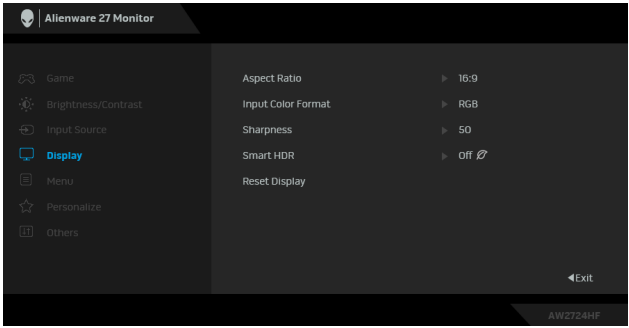 Alienware 27 Monitor
Game
Brightness/Contrast
Input Source
Display
Menu
Personalize
Others
Aspect Ratio 16:9
Input Color Format RGB
Sharpness 50
Smart HDR Off
Reset Display
Exit
AW2724HF